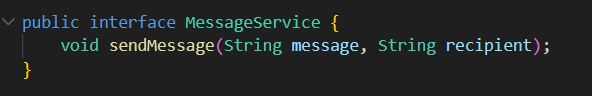 public interface MessageService {
    void sendMessage(String message, String recipient);
}